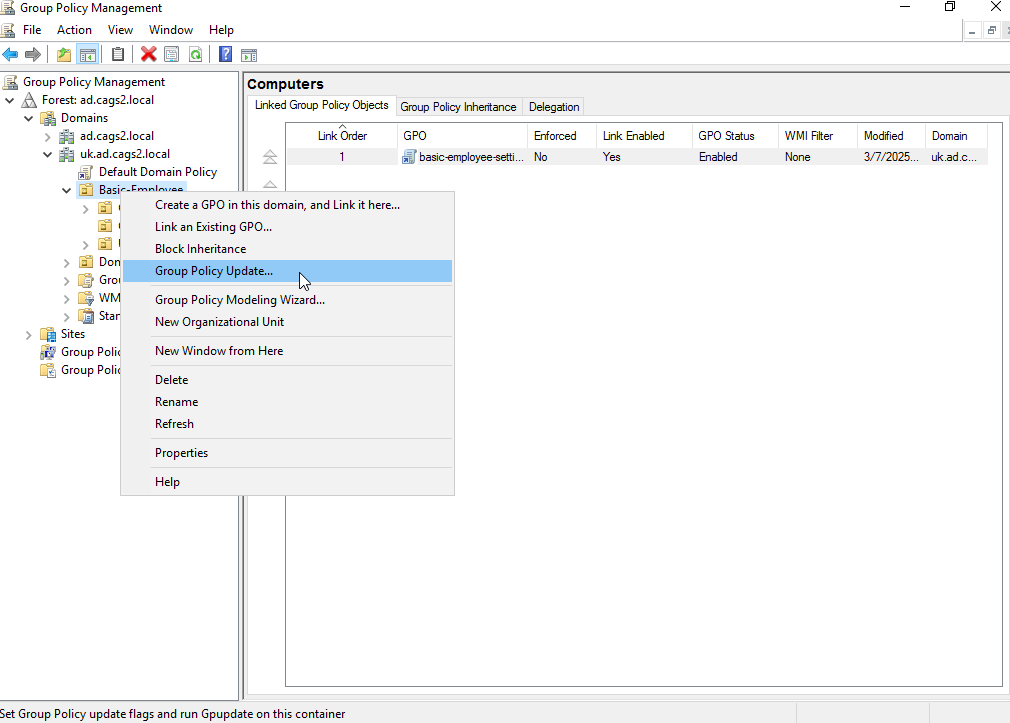 Group Policy Management
File Action View Window Help
Group Policy Management
Forest: ad.cags2.local
Domains
ad.cags2.local
uk.ad.cags2.local
Default Domain Policy
Basic-Employee
Don
Grou
WM
Star
Sites
Group Polic
Group Polic
Create a GPO in this domain, and Link it here...
Link an Existing GPO...
Block Inheritance
Group Policy Update...
Group Policy Modeling Wizard...
New Organizational Unit
New Window from Here
Delete
Rename
Refresh
Properties
Help
Computers
Linked Group Policy Objects Group Policy Inheritance Delegation
Link Order GPO Enforced Link Enabled GPO Status WMI Filter Modified Domain
1 basic-employee-setti... No Yes Enabled None 3/7/2025... uk.ad.c...
Set Group Policy update flags and run Gpupdate on this container